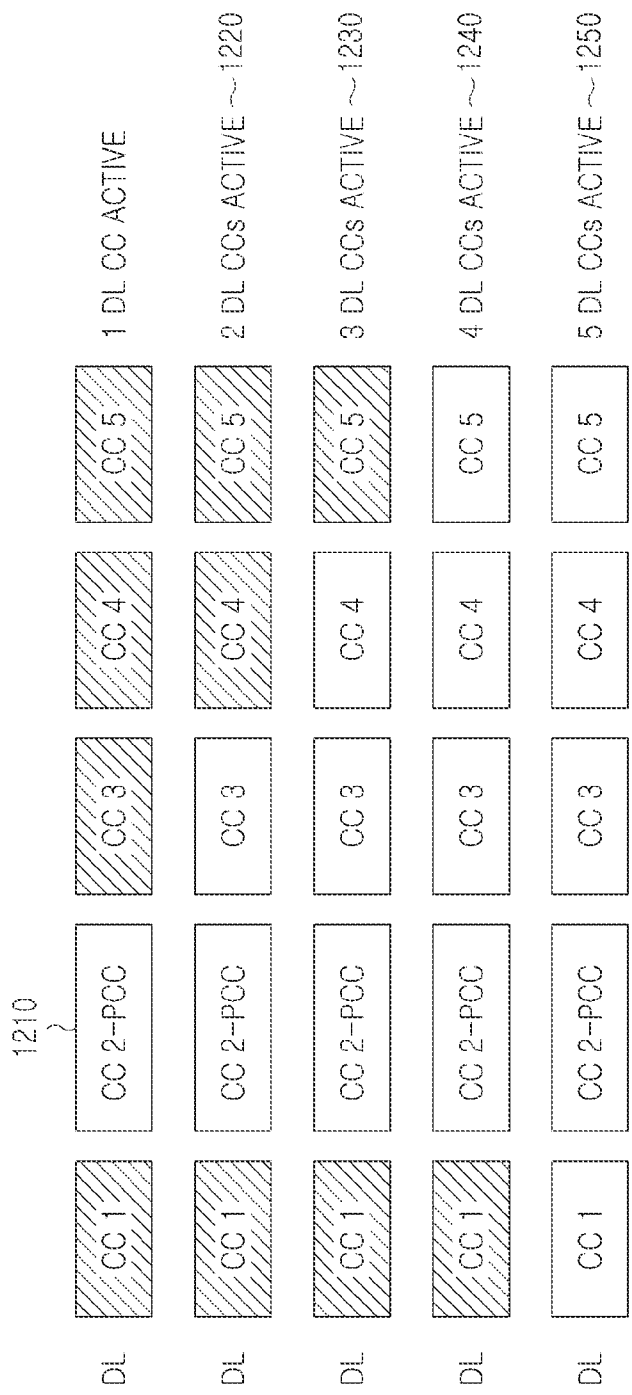 1210
DL CC 1 CC 2-PCC CC 3 CC 4 CC 5 1 DL CC ACTIVE
DL CC 1 CC 2-PCC CC 3 CC 4 CC 5 2 DL CCs ACTIVE ~1220
DL CC 1 CC 2-PCC CC 3 CC 4 CC 5 3 DL CCs ACTIVE ~1230
DL CC 1 CC 2-PCC CC 3 CC 4 CC 5 4 DL CCs ACTIVE ~1240
DL CC 1 CC 2-PCC CC 3 CC 4 CC 5 5 DL CCs ACTIVE ~1250